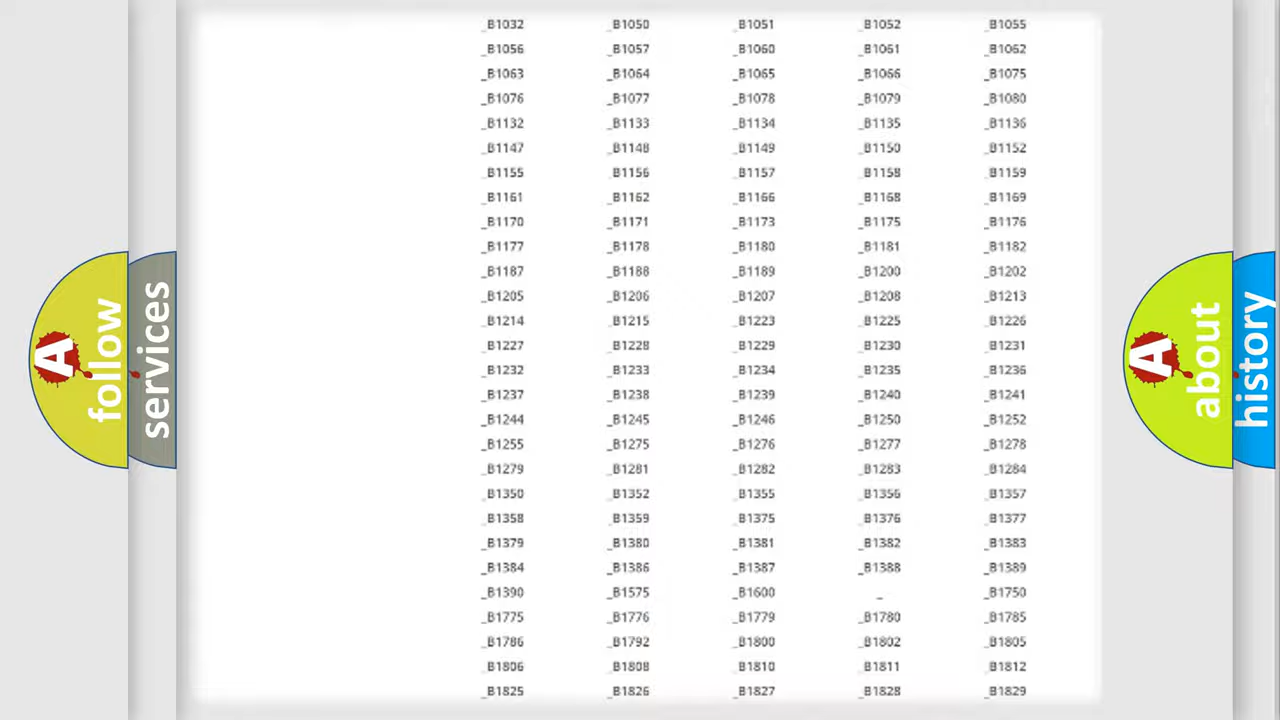 _B1032 _B1050 _B1051 _B1052 _B1055
_B1056 _B1057 _B1060 _B1061 _B1062
_B1063 _B1064 _B1065 _B1066 _B1075
_B1076 _B1077 _B1078 _B1079 _B1080
_B1132 _B1133 _B1134 _B1135 _B1136
_B1147 _B1148 _B1149 _B1150 _B1152
_B1155 _B1156 _B1157 _B1158 _B1159
_B1161 _B1162 _B1166 _B1168 _B1169
_B1170 _B1171 _B1173 _B1175 _B1176
_B1177 _B1178 _B1180 _B1181 _B1182
_B1187 _B1188 _B1189 _B1200 _B1202
_B1205 _B1206 _B1207 _B1208 _B1213
_B1214 _B1215 _B1223 _B1225 _B1226
_B1227 _B1228 _B1229 _B1230 _B1231
_B1232 _B1233 _B1234 _B1235 _B1236
_B1237 _B1238 _B1239 _B1240 _B1241
_B1244 _B1245 _B1246 _B1250 _B1252
_B1255 _B1275 _B1276 _B1277 _B1278
_B1279 _B1281 _B1282 _B1283 _B1284
_B1350 _B1352 _B1355 _B1356 _B1357
_B1358 _B1359 _B1375 _B1376 _B1377
_B1379 _B1380 _B1381 _B1382 _B1383
_B1384 _B1386 _B1387 _B1388 _B1389
_B1390 _B1575 _B1600 _ _B1750
_B1775 _B1776 _B1779 _B1780 _B1785
_B1786 _B1792 _B1800 _B1802 _B1805
_B1806 _B1808 _B1810 _B1811 _B1812
_B1825 _B1826 _B1827 _B1828 _B1829
A follow
services
A about
history